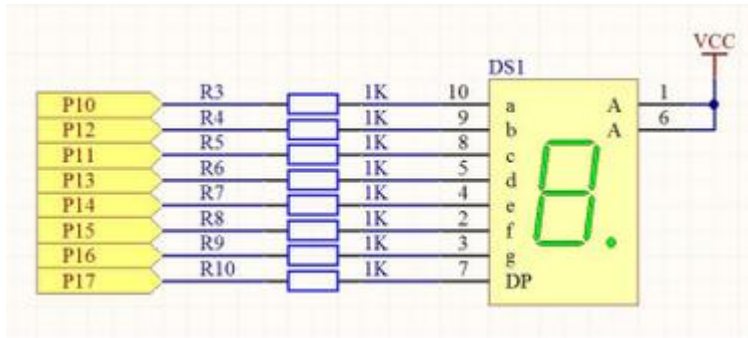 VCC
DS1
P10 R3 1K 10 a A 1
P12 R4 1K 9 b A 6
P11 R5 1K 8 c
P13 R6 1K 5 d
P14 R7 1K 4 e
P15 R8 1K 2 f
P16 R9 1K 3 g
P17 R10 1K 7 DP
8.